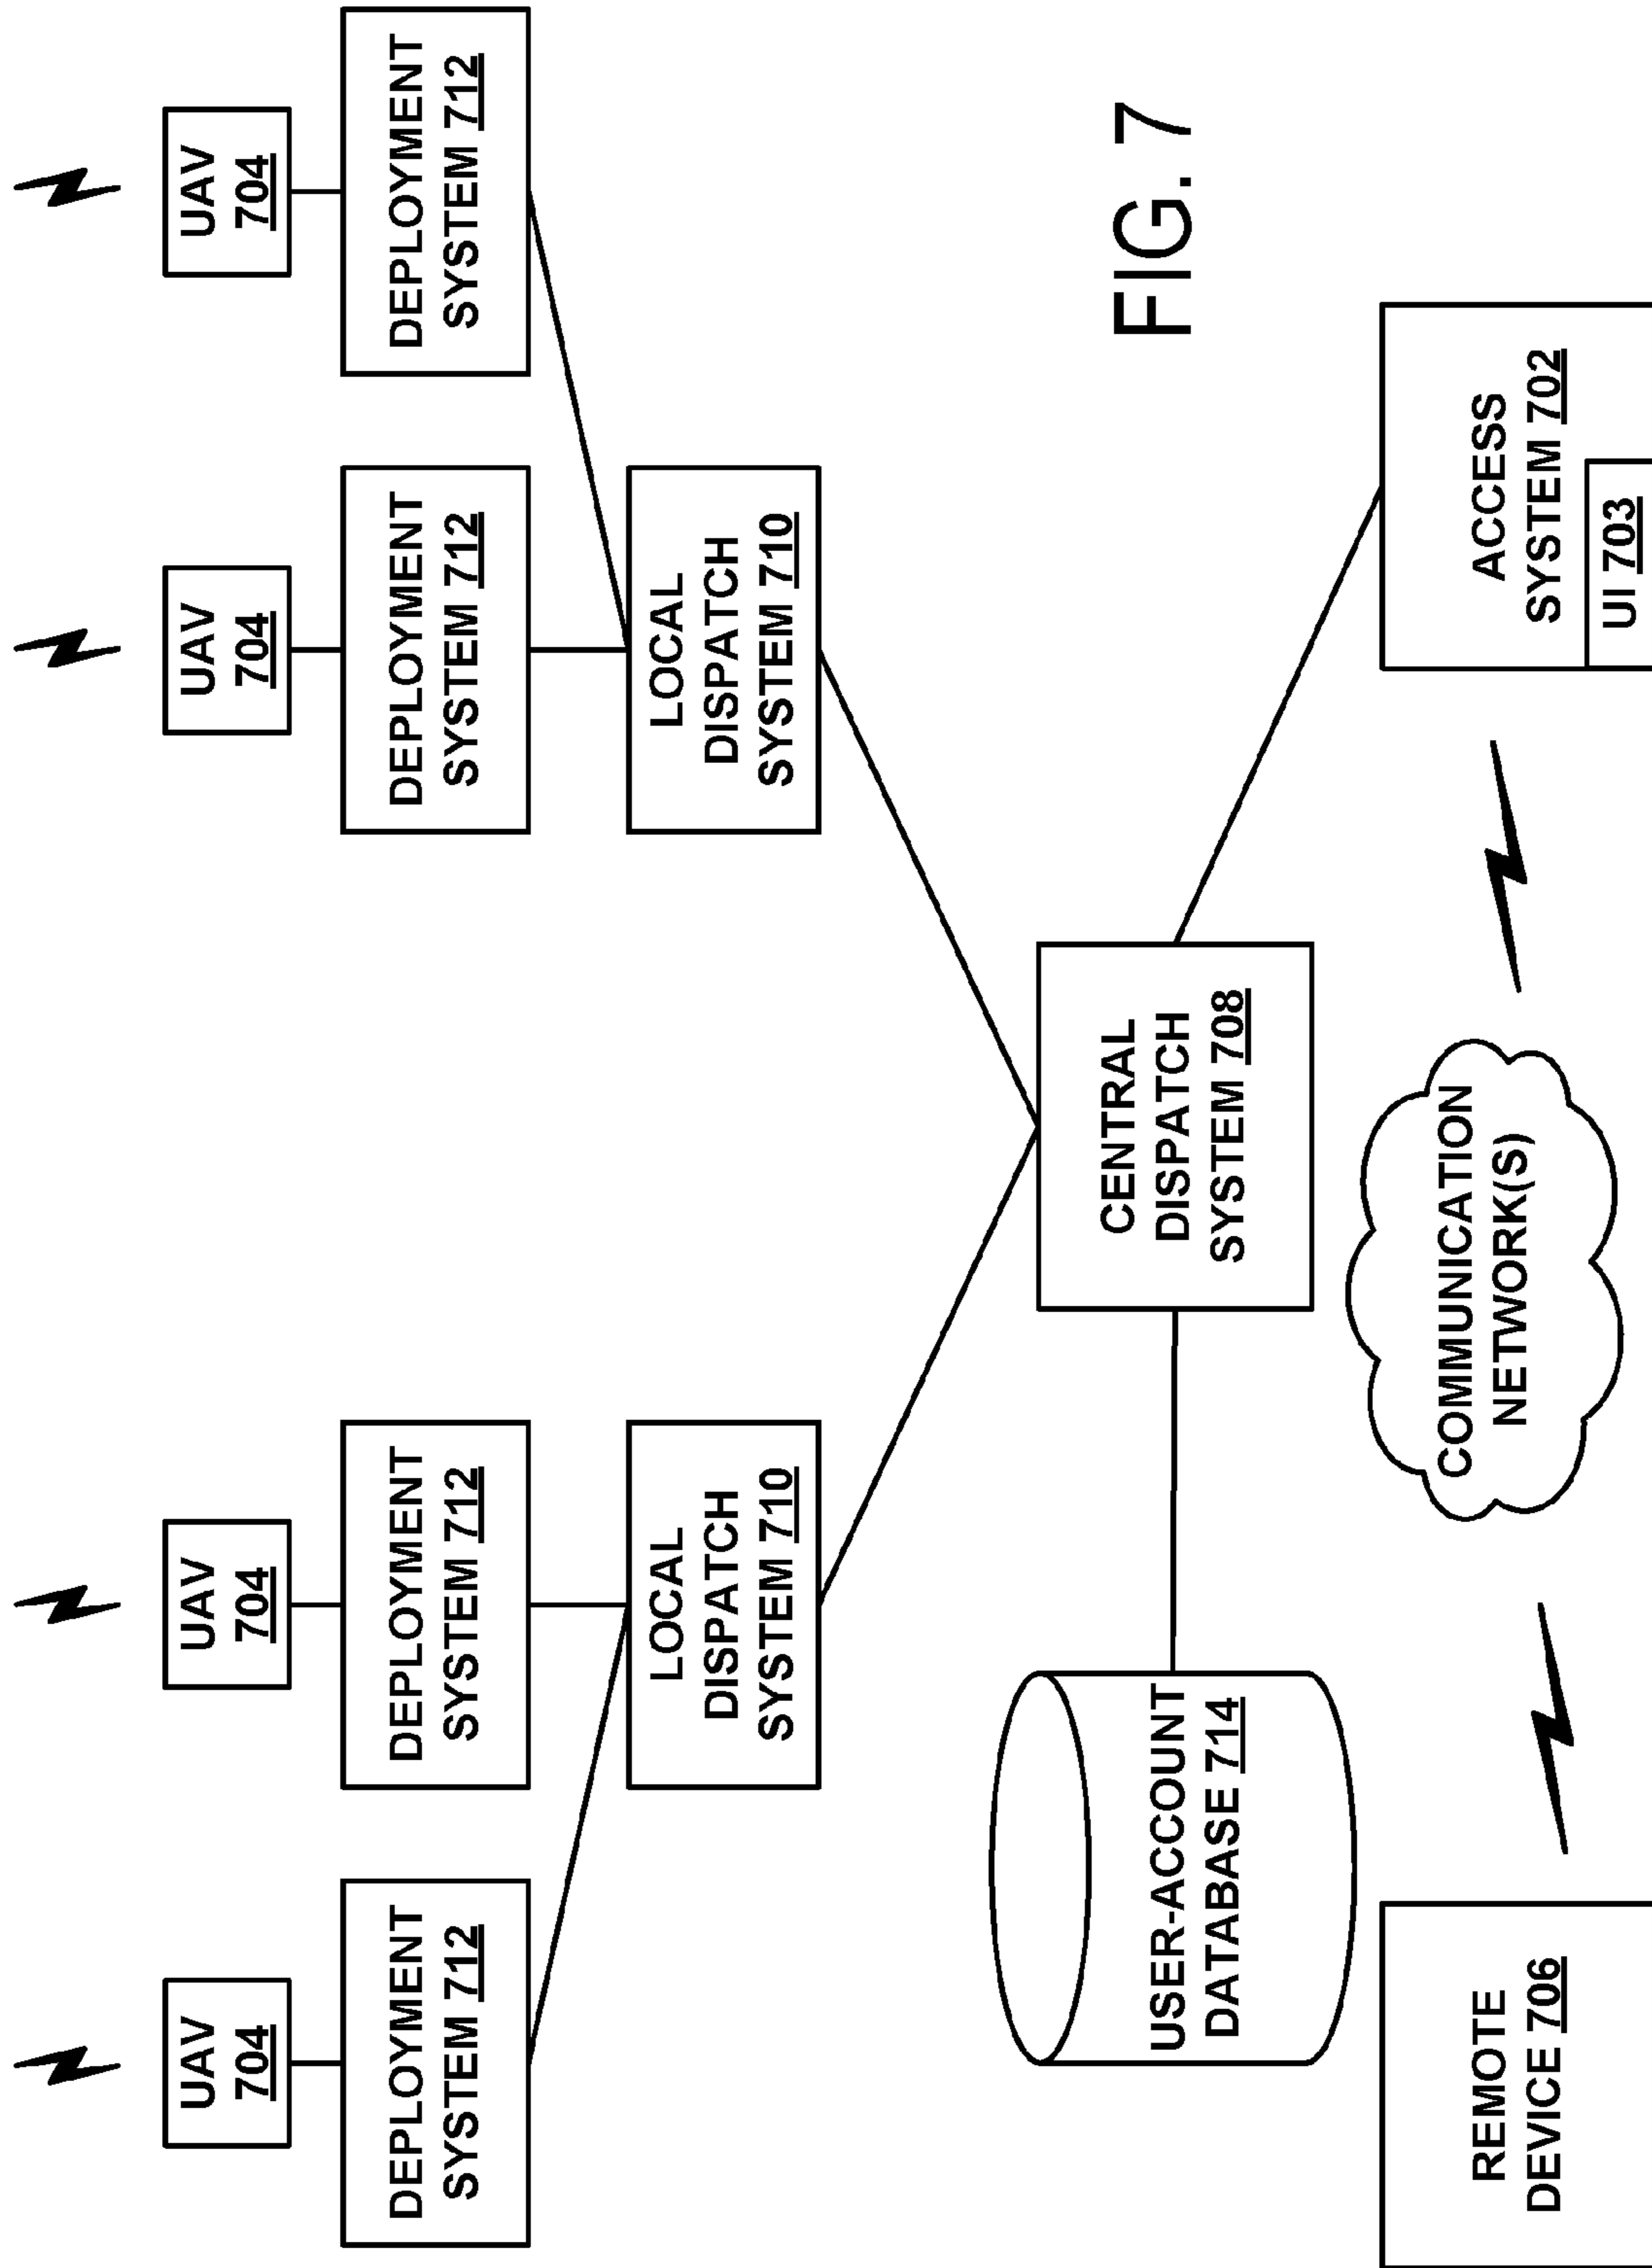 UAV
704
UAV
704
UAV
704
UAV
704
DEPLOYMENT
SYSTEM 712
DEPLOYMENT
SYSTEM 712
DEPLOYMENT
SYSTEM 712
DEPLOYMENT
SYSTEM 712
LOCAL
DISPATCH
SYSTEM 710
LOCAL
DISPATCH
SYSTEM 710
USER-ACCOUNT
DATABASE 714
CENTRAL
DISPATCH
SYSTEM 708
FIG. 7
REMOTE
DEVICE 706
COMMUNICATION
NETWORK(S)
ACCESS
SYSTEM 702
UI 703